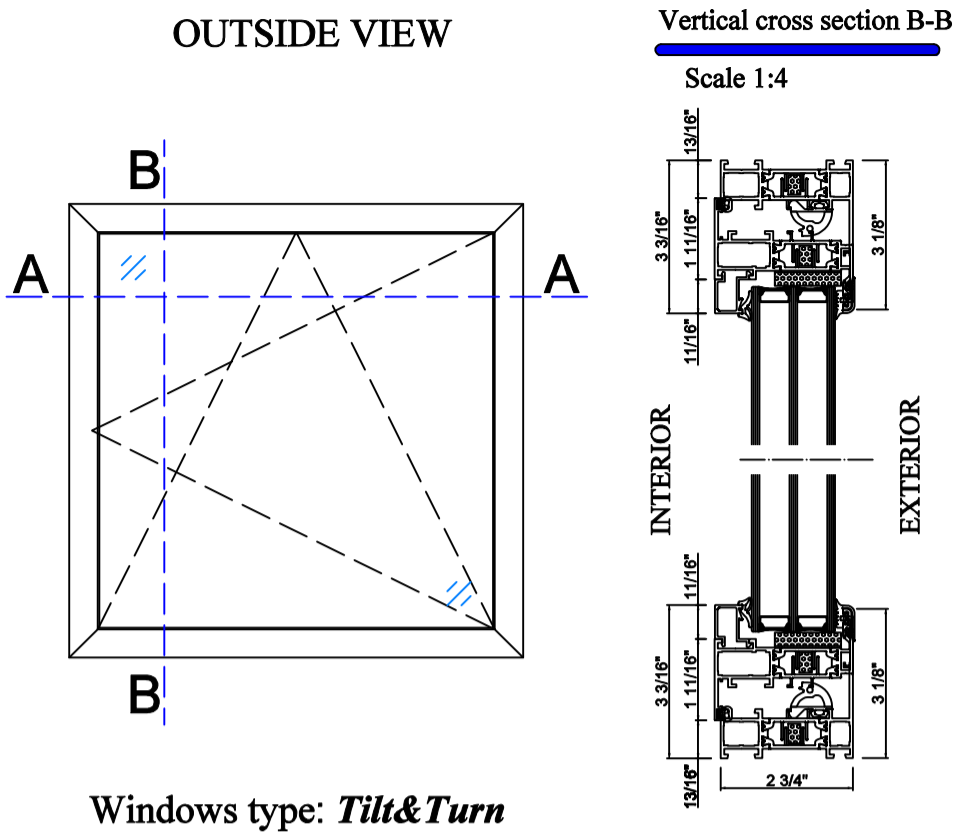 OUTSIDE VIEW
Vertical cross section B-B
Scale 1:4
B
A
A
B
13/16"
3 3/16"
1 11/16"
3 1/8"
11/16"
INTERIOR
EXTERIOR
11/16"
3 3/16"
1 11/16"
3 1/8"
13/16"
2 3/4"
Windows type: Tilt&Turn